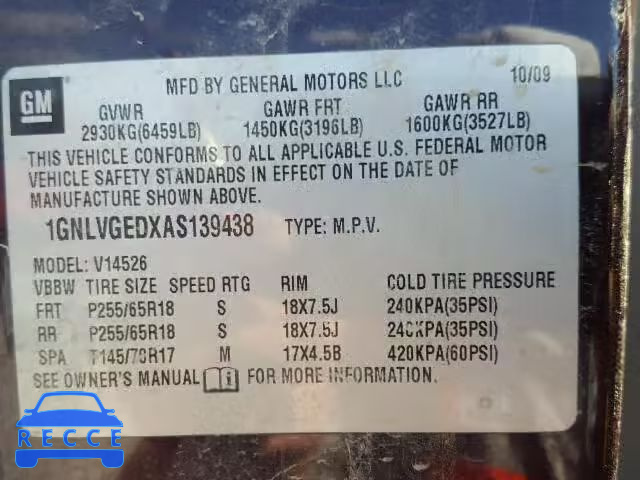 GM
MFD BY GENERAL MOTORS LLC 10/09
GVWR GAWR FRT GAWR RR
2930KG(6459LB) 1450KG(3196LB) 1600KG(3527LB)
THIS VEHICLE CONFORMS TO ALL APPLICABLE U.S. FEDERAL MOTOR
VEHICLE SAFETY STANDARDS IN EFFECT ON THE DATE OF
MANUFACTURE SHOWN ABOVE.
1GNLVGEDXAS139438 TYPE: M.P.V.
MODEL: V14526
VBBW TIRE SIZE SPEED RTG RIM COLD TIRE PRESSURE
FRT P255/65R18 S 18X7.5J 240KPA(35PSI)
RR P255/65R18 S 18X7.5J 240KPA(35PSI)
SPA T145/70R17 M 17X4.5B 420KPA(60PSI)
SEE OWNER'S MANUAL FOR MORE INFORMATION.
RECCE